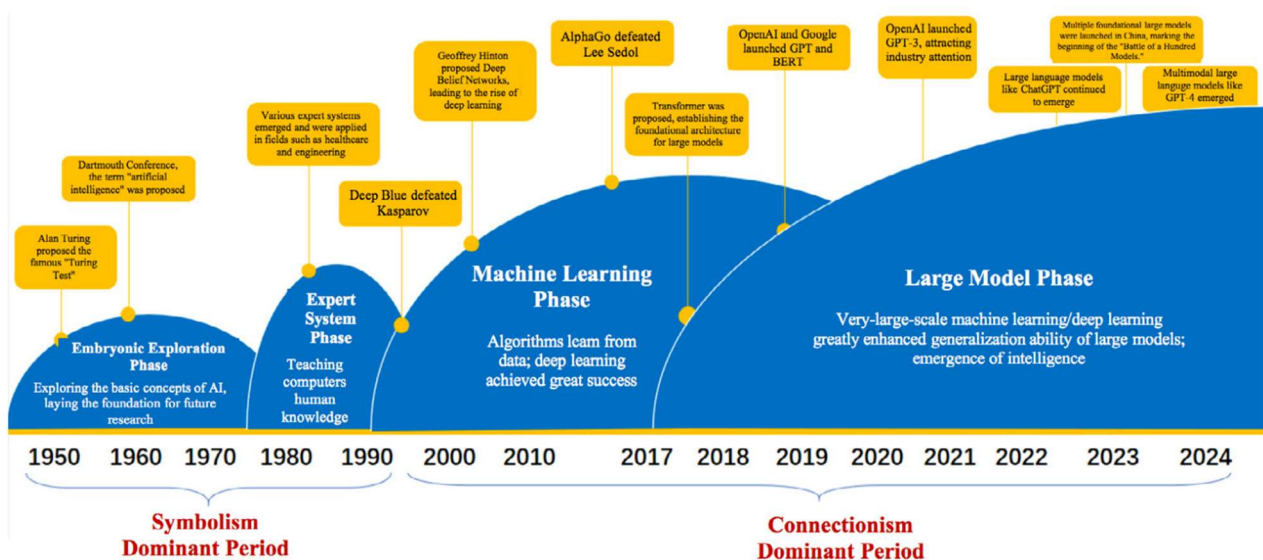 Alan Turing
proposed the
famous "Turing
Test"
Dartmouth Conference,
the term "artificial
intelligence" was proposed
Various expert systems
emerged and were applied
in fields such as healthcare
and engineering
Deep Blue defeated
Kasparov
Geoffrey Hinton
proposed Deep
Belief Networks,
leading to the rise of
deep learning
AlphaGo defeated
Lee Sedol
Transformer was
proposed, establishing the
foundational architecture
for large models
OpenAI and Google
launched GPT and
BERT
OpenAI launched
GPT-3, attracting
industry attention
Large language models
like ChatGPT continued
to emerge
Multiple foundational large models
were launched in China, marking the
beginning of the "Battle of a Hundred
Models."
Multimodal large
languge models like
GPT-4 emerged
Embryonic Exploration
Phase
Exploring the basic concepts of AI,
laying the foundation for future
research
Expert
System
Phase
Teaching
computers
human
knowledge
Machine Learning
Phase
Algorithms leam from
data; deep learning
achieved great success
Large Model Phase
Very-large-scale machine learning/deep learning
greatly enhanced generalization ability of large models;
emergence of intelligence
1950 1960 1970 1980 1990 2000 2010 2017 2018 2019 2020 2021 2022 2023 2024
Symbolism
Dominant Period
Connectionism
Dominant Period